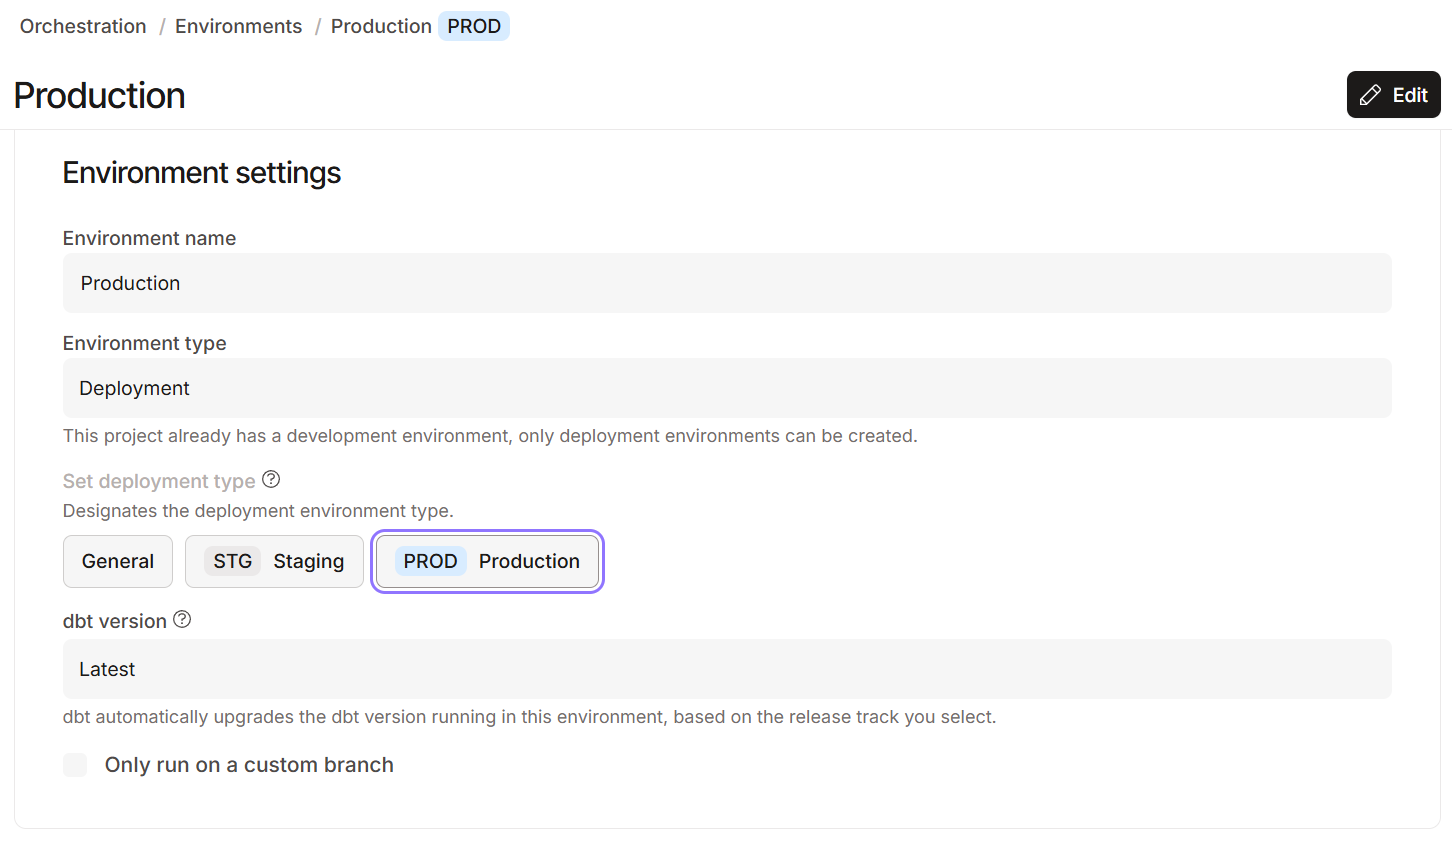 Orchestration / Environments / Production PROD
Production
Edit
Environment settings
Environment name
Production
Environment type
Deployment
This project already has a development environment, only deployment environments can be created.
Set deployment type ?
Designates the deployment environment type.
General STG Staging PROD Production
dbt version ?
Latest
dbt automatically upgrades the dbt version running in this environment, based on the release track you select.
Only run on a custom branch